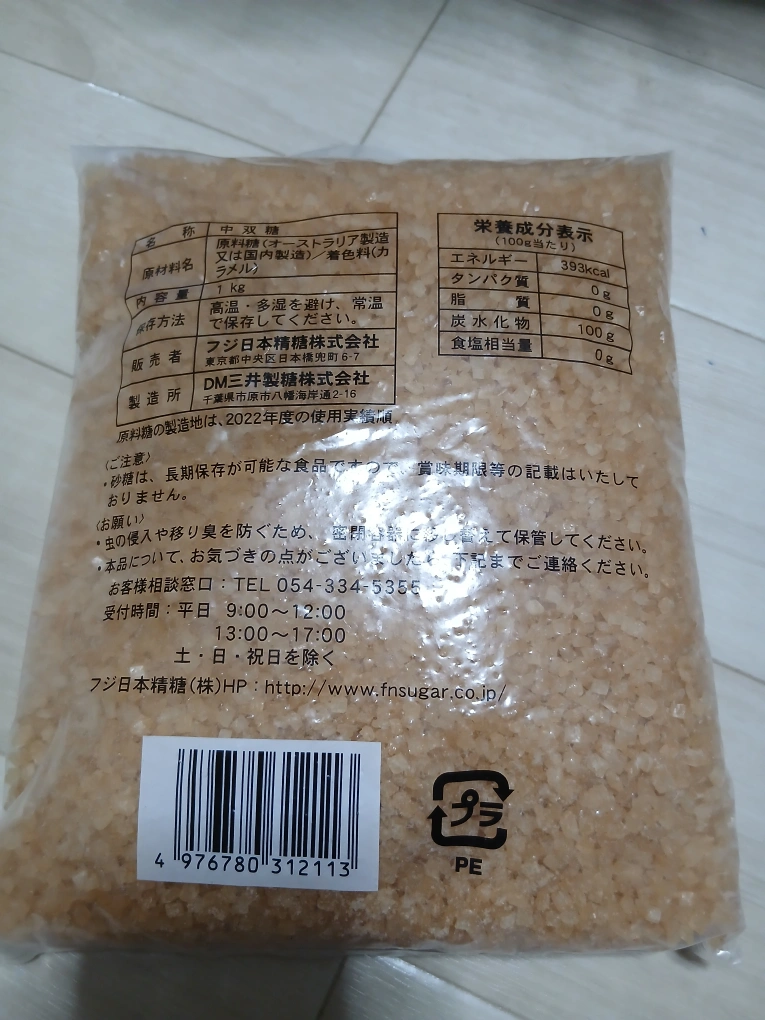 名称 中双糖
原材料名 原料糖(オーストラリア製造
又は国内製造)/着色料(カ
ラメル)
内容量 1kg
保存方法 高温・多湿を避け、常温
で保存してください。
販売者 フジ日本精糖株式会社
東京都中央区日本橋兜町6-7
製造所 DM三井製糖株式会社
千葉県市原市八幡海岸通2-16
原料糖の製造地は、2022年度の使用実績順
栄養成分表示
(100g当たり)
エネルギー 393kcal
タンパク質 0g
脂質 0g
炭水化物 100g
食塩相当量 0g
〈ご注意〉
・砂糖は、長期保存が可能な食品ですので、賞味期限等の記載はいたして
おりません。
〈お願い〉
・虫の侵入や移り臭を防ぐため、密閉容器に移し替えて保管してください。
・本品について、お気づきの点がございましたら、下記までご連絡ください。
お客様相談窓口:TEL 054-334-5355
受付時間:平日 9:00〜12:00
13:00〜17:00
土・日・祝日を除く
フジ日本精糖(株)HP:http://www.fnsugar.co.jp/
4 976780 312113
プラ
PE